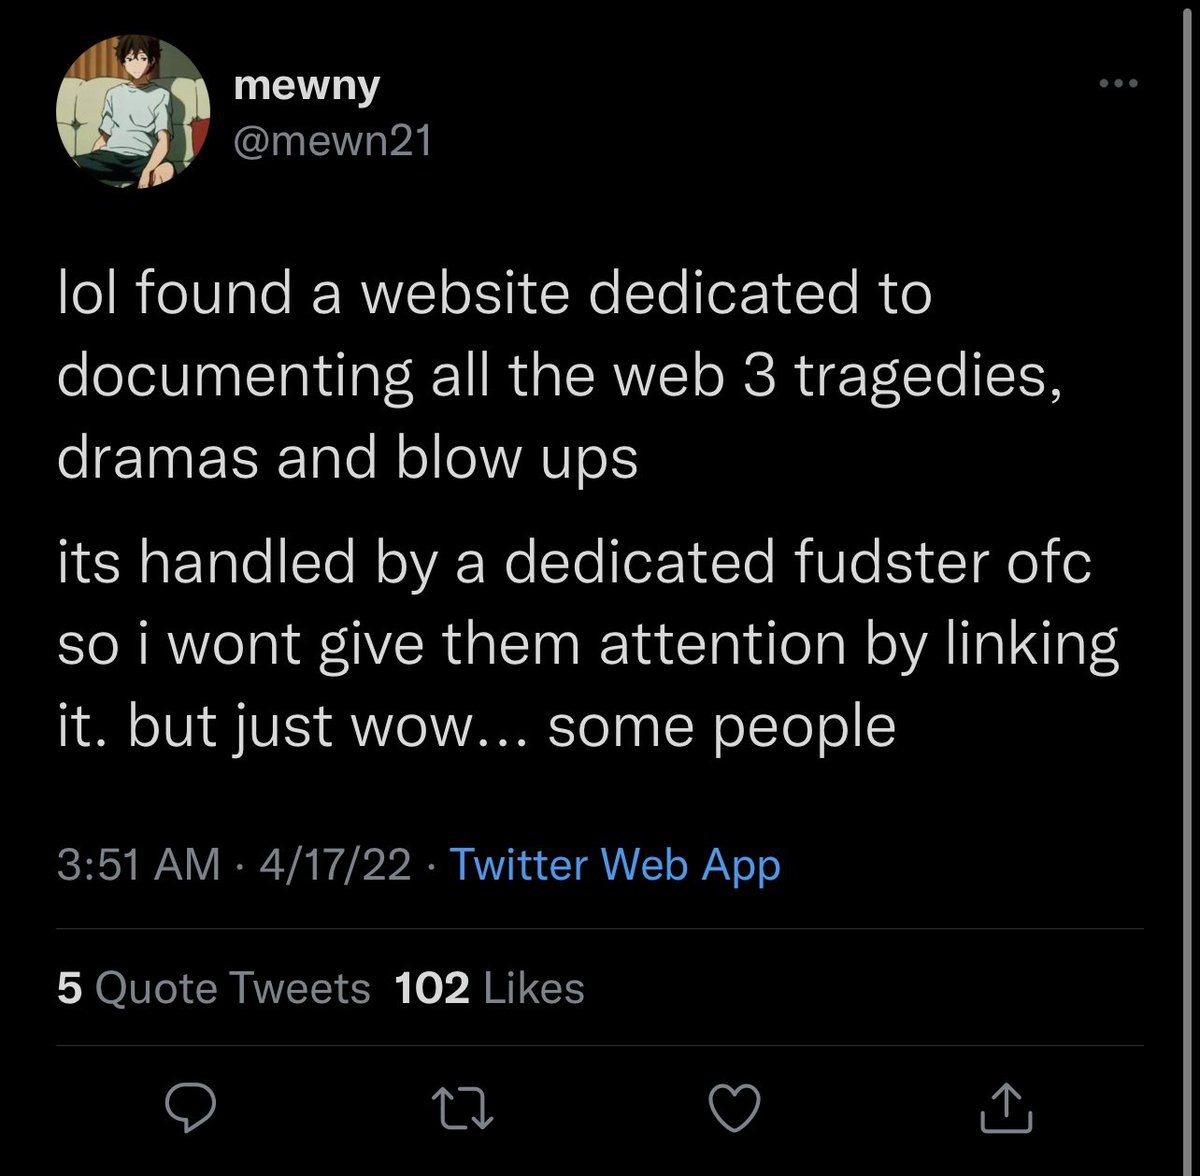 mewny
@mewn21
lol found a website dedicated to
documenting all the web 3 tragedies,
dramas and blow ups
its handled by a dedicated fudster ofc
so i wont give them attention by linking
it. but just wow... some people
3:51 AM · 4/17/22 · Twitter Web App
5 Quote Tweets 102 Likes